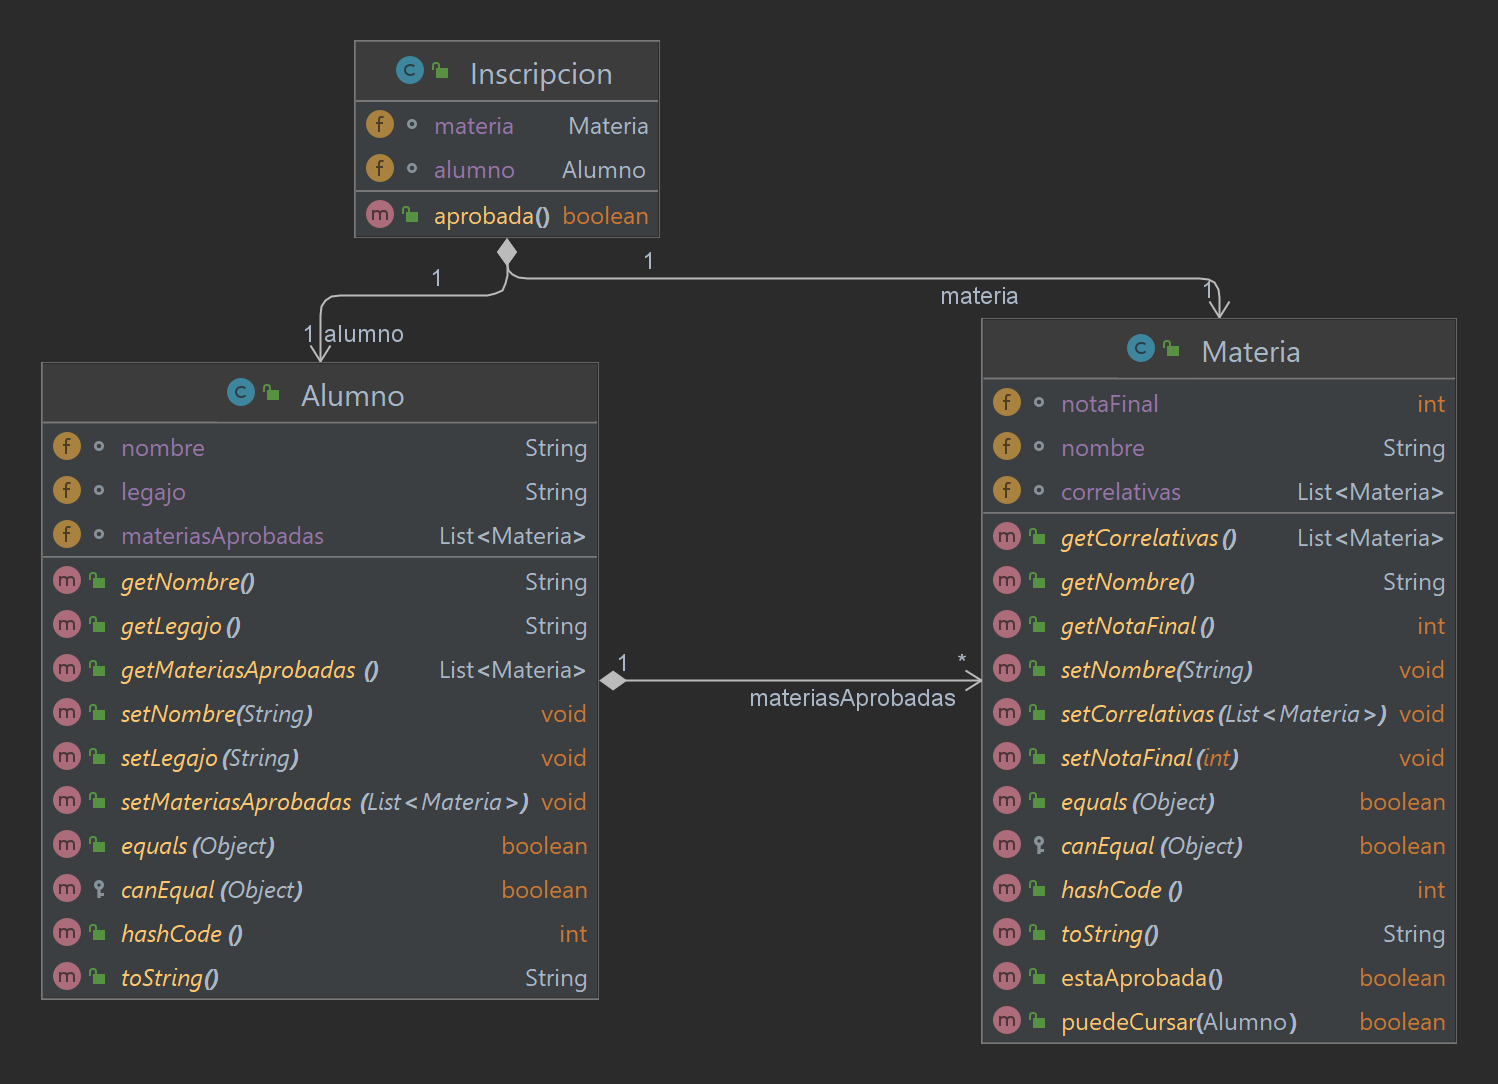 Inscripcion
materia Materia
alumno Alumno
aprobada() boolean
1
1
materia
1
1 alumno
Alumno
nombre String
legajo String
materiasAprobadas List<Materia>
getNombre() String
getLegajo() String
getMateriasAprobadas () List<Materia>
setNombre(String) void
setLegajo(String) void
setMateriasAprobadas (List<Materia>) void
equals(Object) boolean
canEqual(Object) boolean
hashCode () int
toString() String
1
*
materiasAprobadas
Materia
notaFinal int
nombre String
correlativas List<Materia>
getCorrelativas() List<Materia>
getNombre() String
getNotaFinal() int
setNombre(String) void
setCorrelativas(List<Materia>) void
setNotaFinal(int) void
equals(Object) boolean
canEqual(Object) boolean
hashCode () int
toString() String
estaAprobada() boolean
puedeCursar(Alumno) boolean